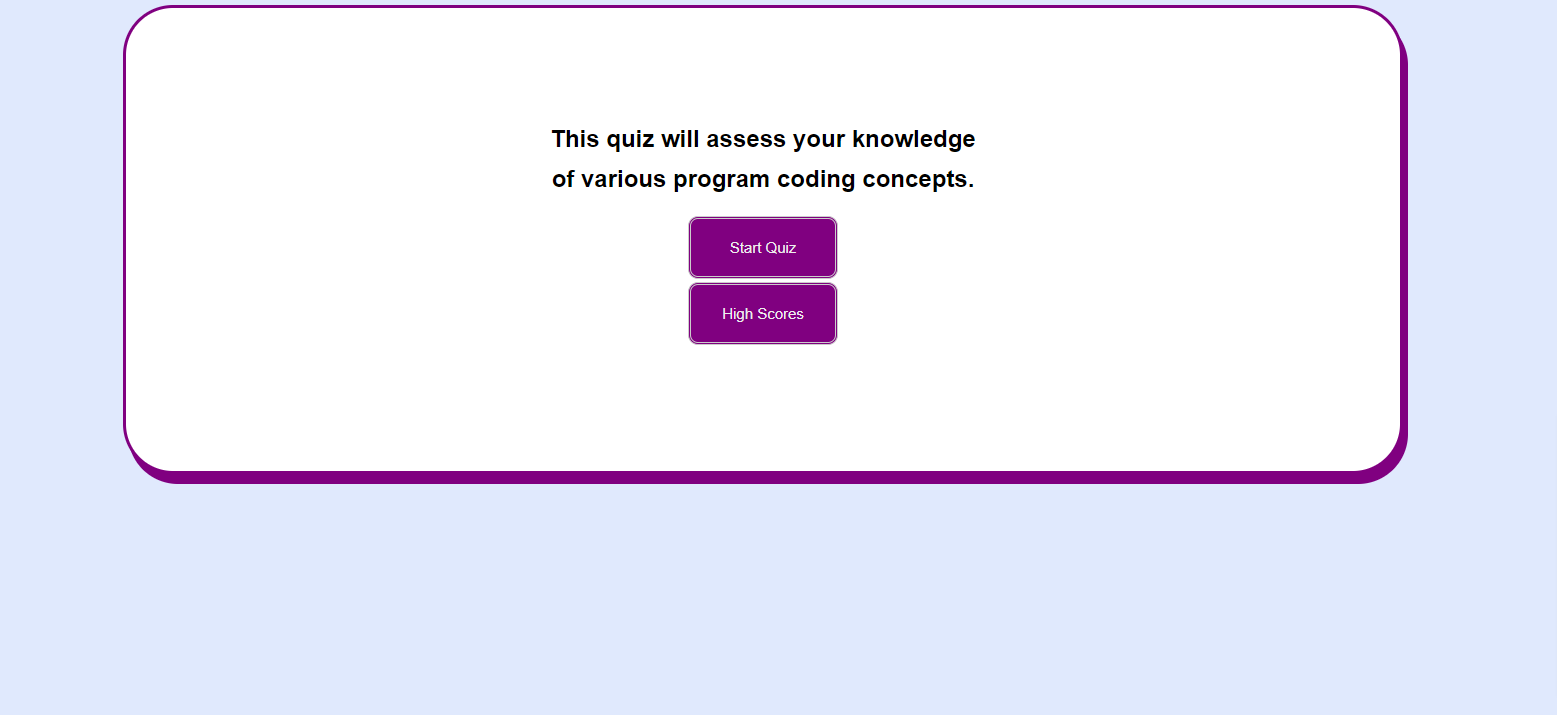 This quiz will assess your knowledge
of various program coding concepts.
Start Quiz
High Scores